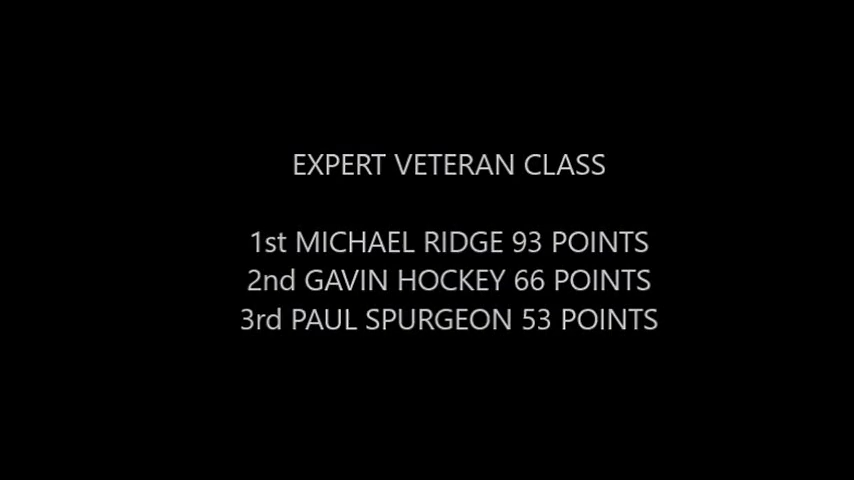 EXPERT VETERAN CLASS
1st MICHAEL RIDGE 93 POINTS
2nd GAVIN HOCKEY 66 POINTS
3rd PAUL SPURGEON 53 POINTS